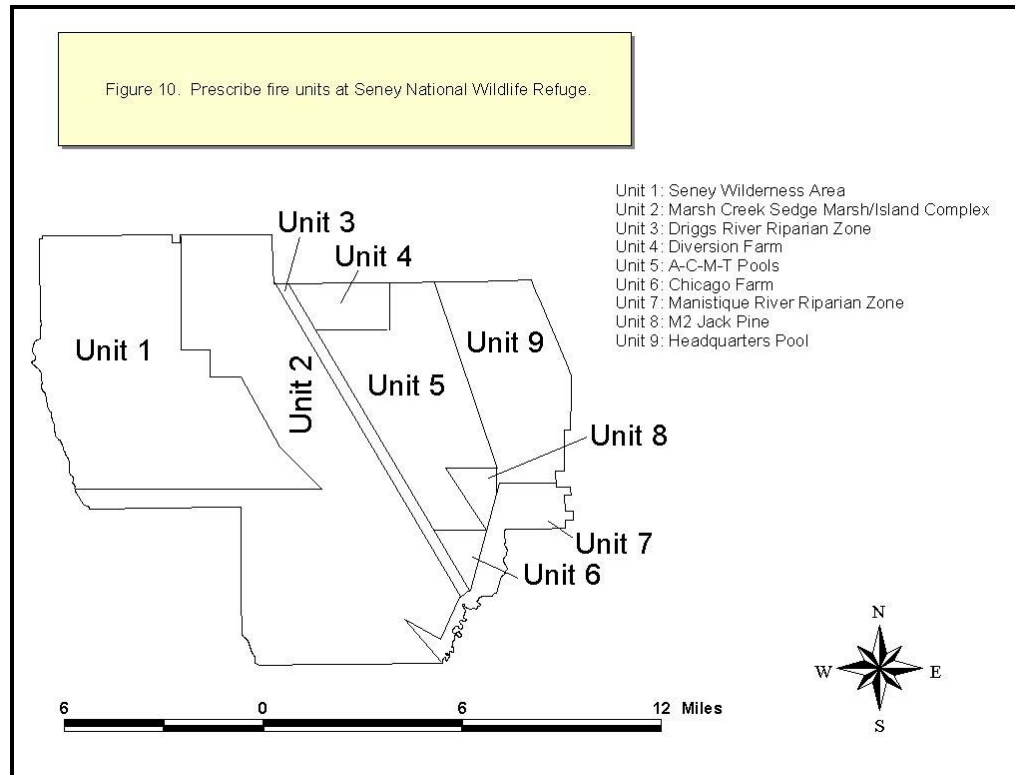 Figure 10. Prescribe fire units at Seney National Wildlife Refuge.
Unit 1: Seney Wilderness Area
Unit 2: Marsh Creek Sedge Marsh/Island Complex
Unit 3: Driggs River Riparian Zone
Unit 4: Diversion Farm
Unit 5: A-C-M-T Pools
Unit 6: Chicago Farm
Unit 7: Manistique River Riparian Zone
Unit 8: M2 Jack Pine
Unit 9: Headquarters Pool
Unit 3
Unit 4
Unit 1
Unit 2
Unit 5
Unit 9
Unit 8
Unit 7
Unit 6
N
W E
S
6 0 6 12 Miles